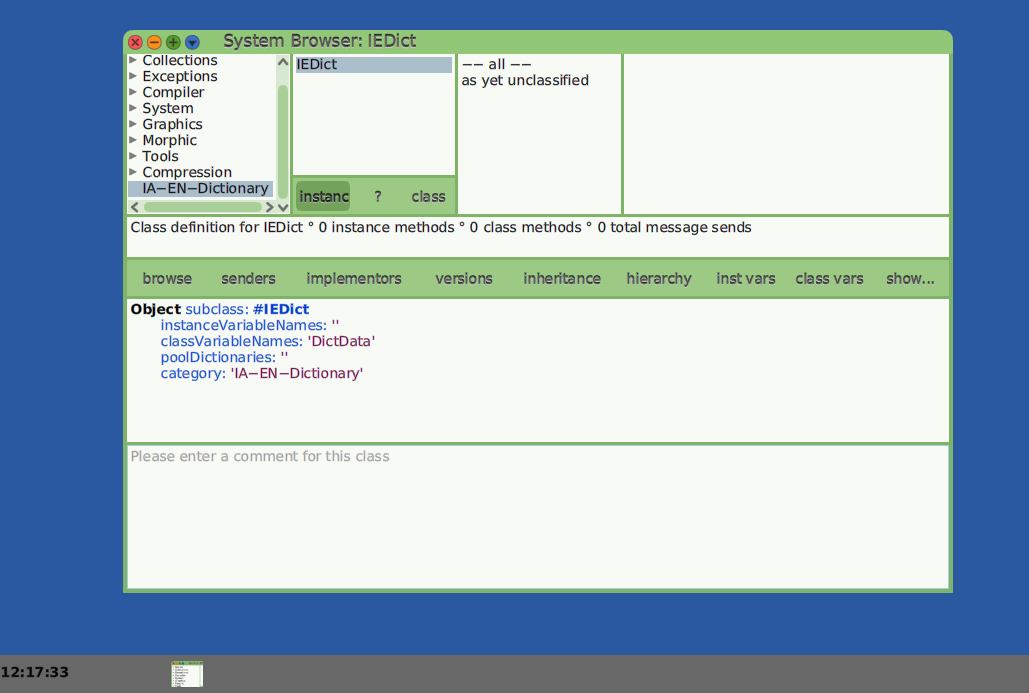 System Browser: IEDict
Collections
Exceptions
Compiler
System
Graphics
Morphic
Tools
Compression
IA−EN−Dictionary
IEDict
instanc ? class
−− all −−
as yet unclassified
Class definition for IEDict ° 0 instance methods ° 0 class methods ° 0 total message sends
browse senders implementors versions inheritance hierarchy inst vars class vars show...
Object subclass: #IEDict
instanceVariableNames: ''
classVariableNames: 'DictData'
poolDictionaries: ''
category: 'IA−EN−Dictionary'
Please enter a comment for this class
12:17:33